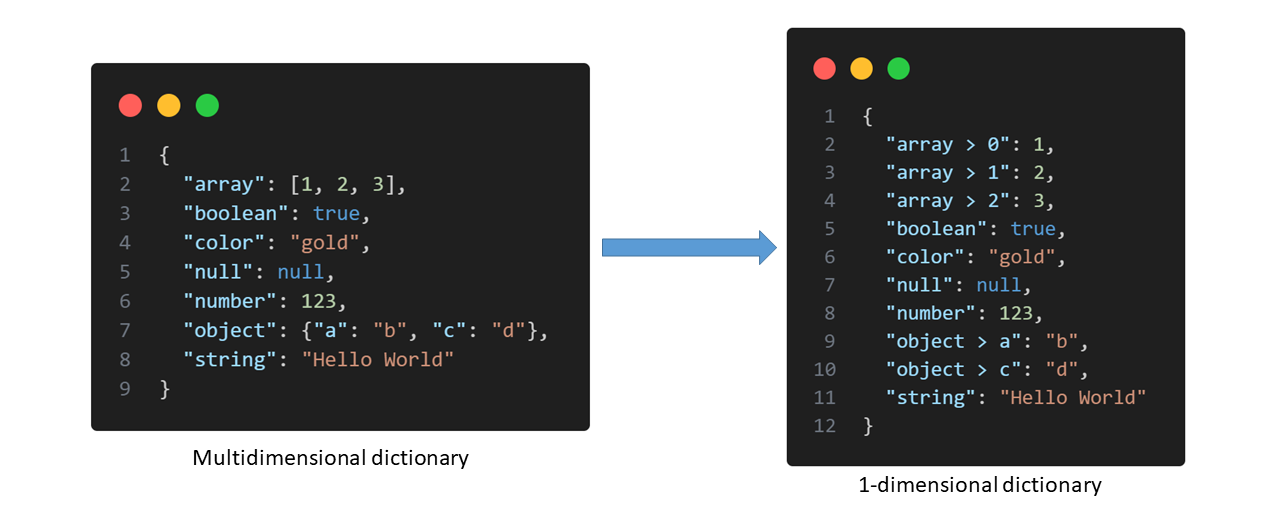 1 {
2 "array": [1, 2, 3],
3 "boolean": true,
4 "color": "gold",
5 "null": null,
6 "number": 123,
7 "object": {"a": "b", "c": "d"},
8 "string": "Hello World"
9 }
Multidimensional dictionary
1 {
2 "array > 0": 1,
3 "array > 1": 2,
4 "array > 2": 3,
5 "boolean": true,
6 "color": "gold",
7 "null": null,
8 "number": 123,
9 "object > a": "b",
10 "object > c": "d",
11 "string": "Hello World"
12 }
1-dimensional dictionary